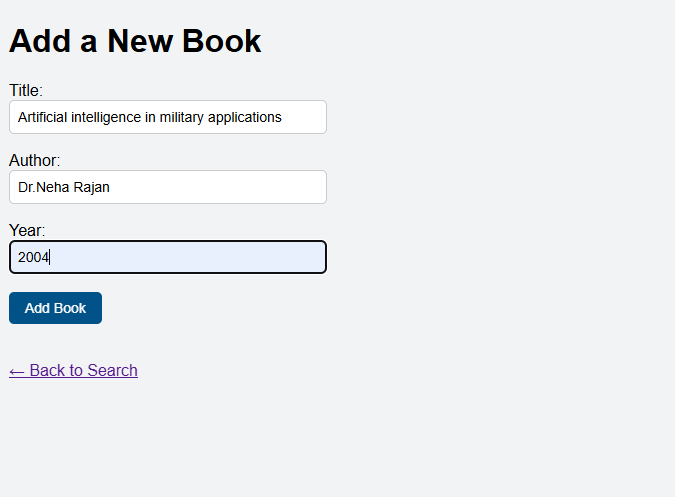 Add a New Book
Title:
Artificial intelligence in military applications
Author:
Dr.Neha Rajan
Year:
2004
Add Book
← Back to Search